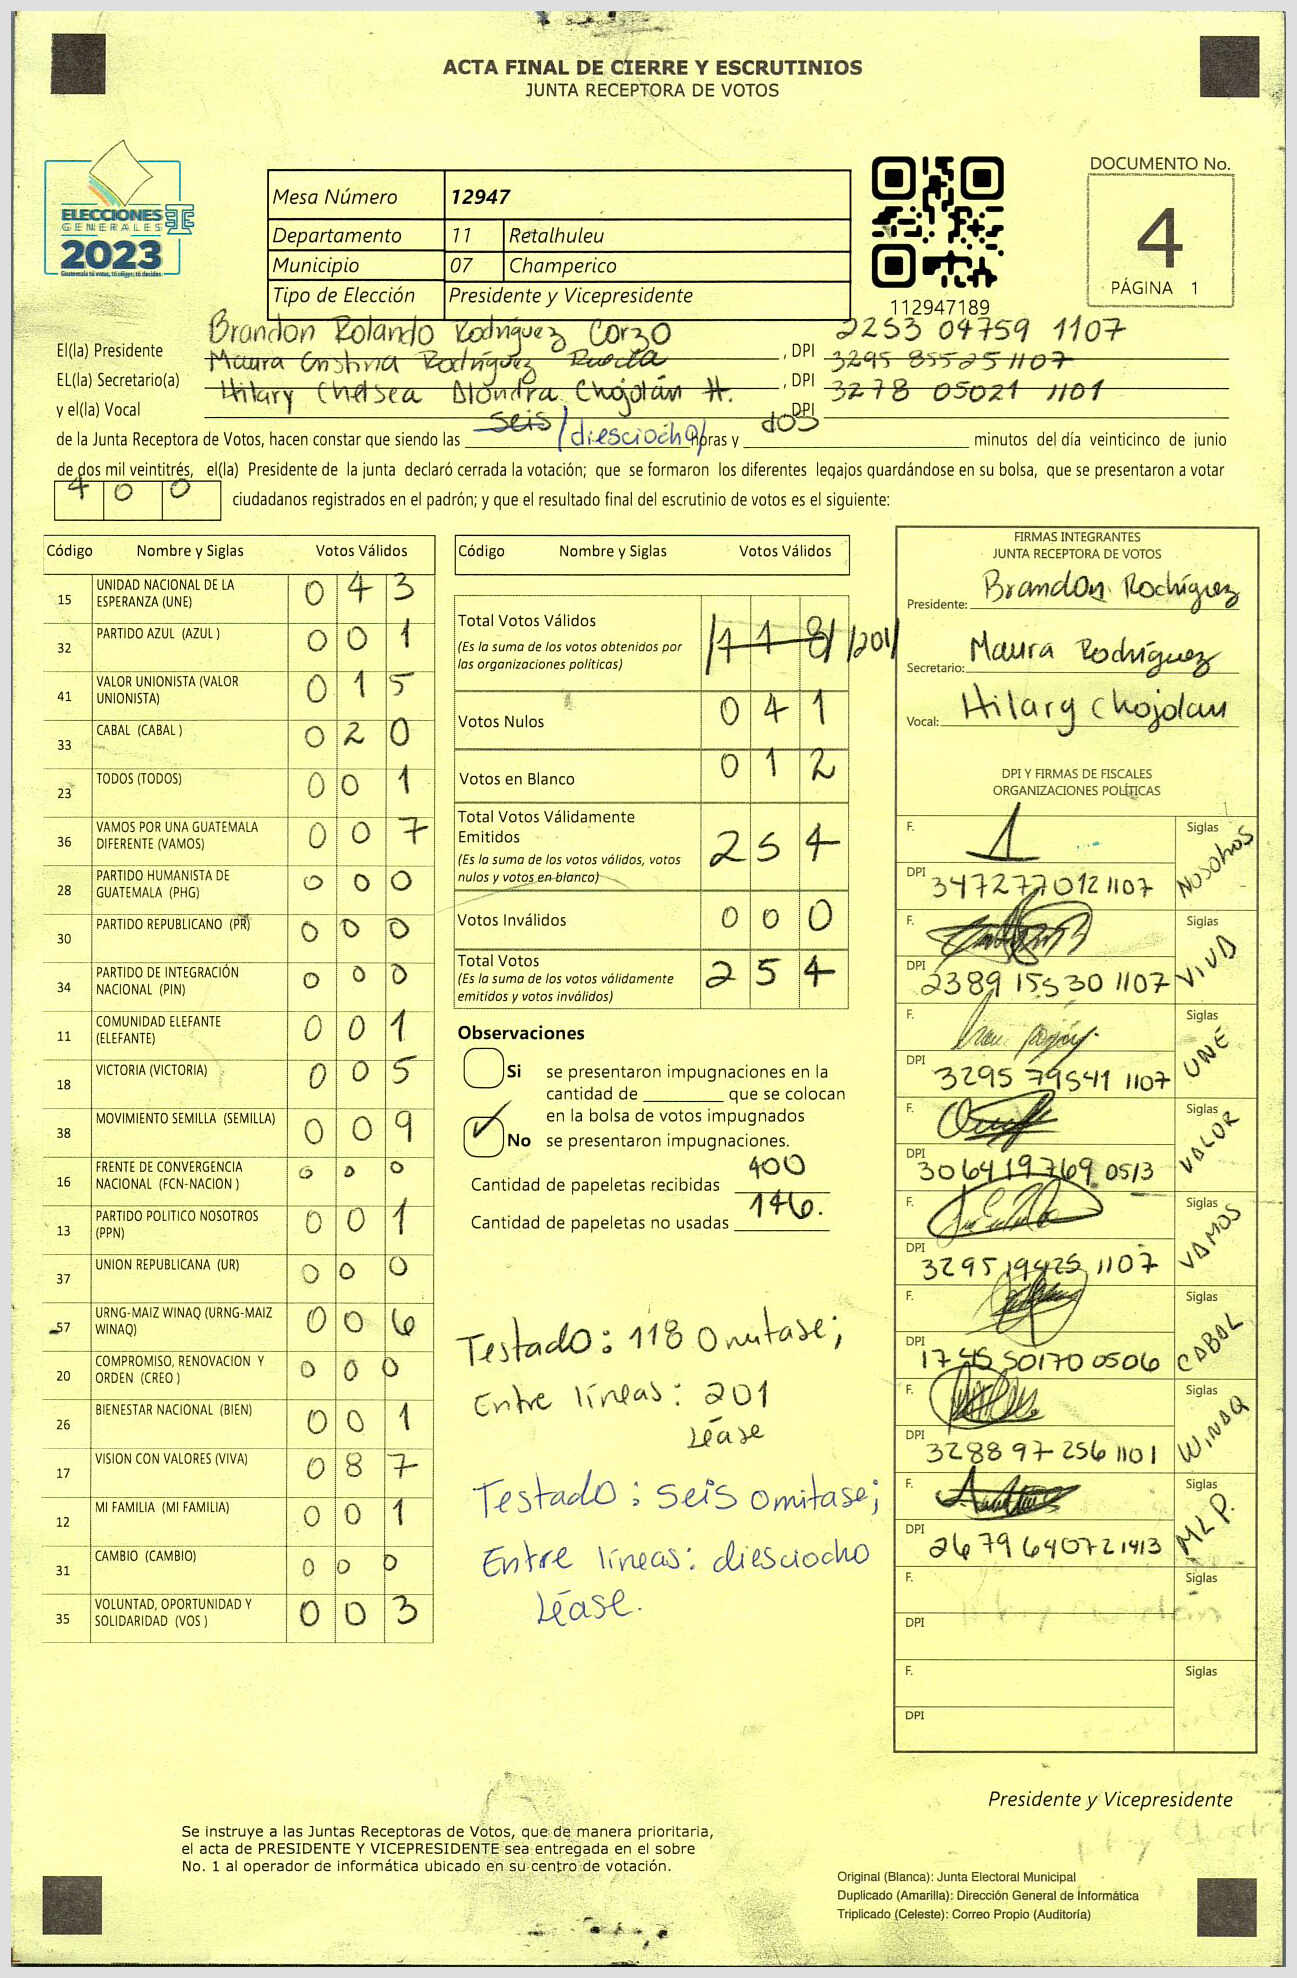 ACTA FINAL DE CIERRE Y ESCRUTINIOS
JUNTA RECEPTORA DE VOTOS
ELECCIONES
GENERALES
2023
Mesa Número 12947
Departamento 11 Retalhuleu
Municipio 07 Champerico
Tipo de Elección Presidente y Vicepresidente
112947189
DOCUMENTO No.
4
PÁGINA 1
El(la) Presidente Brandon Rolando Rodríguez Corzo, DPI 2253 04759 1107
EL(la) Secretario(a) Maura Cristina Rodríguez Rueda, DPI 3295 85525 1107
y el(la) Vocal Hilary Chelsea Alondra Chojolán H. DPI 3278 05021 1101
de la Junta Receptora de Votos, hacen constar que siendo las seis /diesciocho/ horas y dos minutos del día veinticinco de junio
de dos mil veintitrés, el(la) Presidente de la junta declaró cerrada la votación; que se formaron los diferentes legajos guardándose en su bolsa, que se presentaron a votar
400 ciudadanos registrados en el padrón; y que el resultado final del escrutinio de votos es el siguiente:
Código Nombre y Siglas Votos Válidos
15 UNIDAD NACIONAL DE LA ESPERANZA (UNE) 0 4 3
32 PARTIDO AZUL (AZUL ) 0 0 1
41 VALOR UNIONISTA (VALOR UNIONISTA) 0 1 5
33 CABAL (CABAL ) 0 2 0
23 TODOS (TODOS) 0 0 1
36 VAMOS POR UNA GUATEMALA DIFERENTE (VAMOS) 0 0 7
28 PARTIDO HUMANISTA DE GUATEMALA (PHG) 0 0 0
30 PARTIDO REPUBLICANO (PR) 0 0 0
34 PARTIDO DE INTEGRACIÓN NACIONAL (PIN) 0 0 0
11 COMUNIDAD ELEFANTE (ELEFANTE) 0 0 1
18 VICTORIA (VICTORIA) 0 0 5
38 MOVIMIENTO SEMILLA (SEMILLA) 0 0 9
16 FRENTE DE CONVERGENCIA NACIONAL (FCN-NACION ) 0 0 0
13 PARTIDO POLITICO NOSOTROS (PPN) 0 0 1
37 UNION REPUBLICANA (UR) 0 0 0
57 URNG-MAIZ WINAQ (URNG-MAIZ WINAQ) 0 0 6
20 COMPROMISO, RENOVACION Y ORDEN (CREO ) 0 0 0
26 BIENESTAR NACIONAL (BIEN) 0 0 1
17 VISION CON VALORES (VIVA) 0 8 7
12 MI FAMILIA (MI FAMILIA) 0 0 1
31 CAMBIO (CAMBIO) 0 0 0
35 VOLUNTAD, OPORTUNIDAD Y SOLIDARIDAD (VOS ) 0 0 3
Código Nombre y Siglas Votos Válidos
Total Votos Válidos /118/ /201/
(Es la suma de los votos obtenidos por
las organizaciones políticas)
Votos Nulos 0 4 1
Votos en Blanco 0 1 2
Total Votos Válidamente
Emitidos 2 5 4
(Es la suma de los votos válidos, votos
nulos y votos en blanco)
Votos Inválidos 0 0 0
Total Votos 2 5 4
(Es la suma de los votos válidamente
emitidos y votos inválidos)
Observaciones
Si se presentaron impugnaciones en la
cantidad de ________ que se colocan
en la bolsa de votos impugnados
No se presentaron impugnaciones.
Cantidad de papeletas recibidas 400
Cantidad de papeletas no usadas 146.
Testado: 118 Omitase;
Entre líneas: 201
Léase
Testado: seis omitase;
Entre líneas: diesciocho
Léase.
FIRMAS INTEGRANTES
JUNTA RECEPTORA DE VOTOS
Presidente: Brandon Rodríguez
Secretario: Maura Rodríguez
Vocal: Hilary Chojolan
DPI Y FIRMAS DE FISCALES
ORGANIZACIONES POLÍTICAS
F. Siglas NOSOTROS
DPI 347277012 1107
F. Siglas VIVA
DPI 2389 15530 1107
F. Siglas UNE
DPI 3295 79541 1107
F. Siglas VALOR
DPI 306419769 0513
F. Siglas VAMOS
DPI 3295 19425 1107
F. Siglas CABAL
DPI 1745 50170 0506
F. Siglas WINAQ
DPI 3288 97 256 1101
F. Siglas MLP.
DPI 2679 64072 1413
F. Siglas
DPI
F. Siglas
DPI
Presidente y Vicepresidente
Se instruye a las Juntas Receptoras de Votos, que de manera prioritaria,
el acta de PRESIDENTE Y VICEPRESIDENTE sea entregada en el sobre
No. 1 al operador de informática ubicado en su centro de votación.
Original (Blanca): Junta Electoral Municipal
Duplicado (Amarilla): Dirección General de Informática
Triplicado (Celeste): Correo Propio (Auditoría)